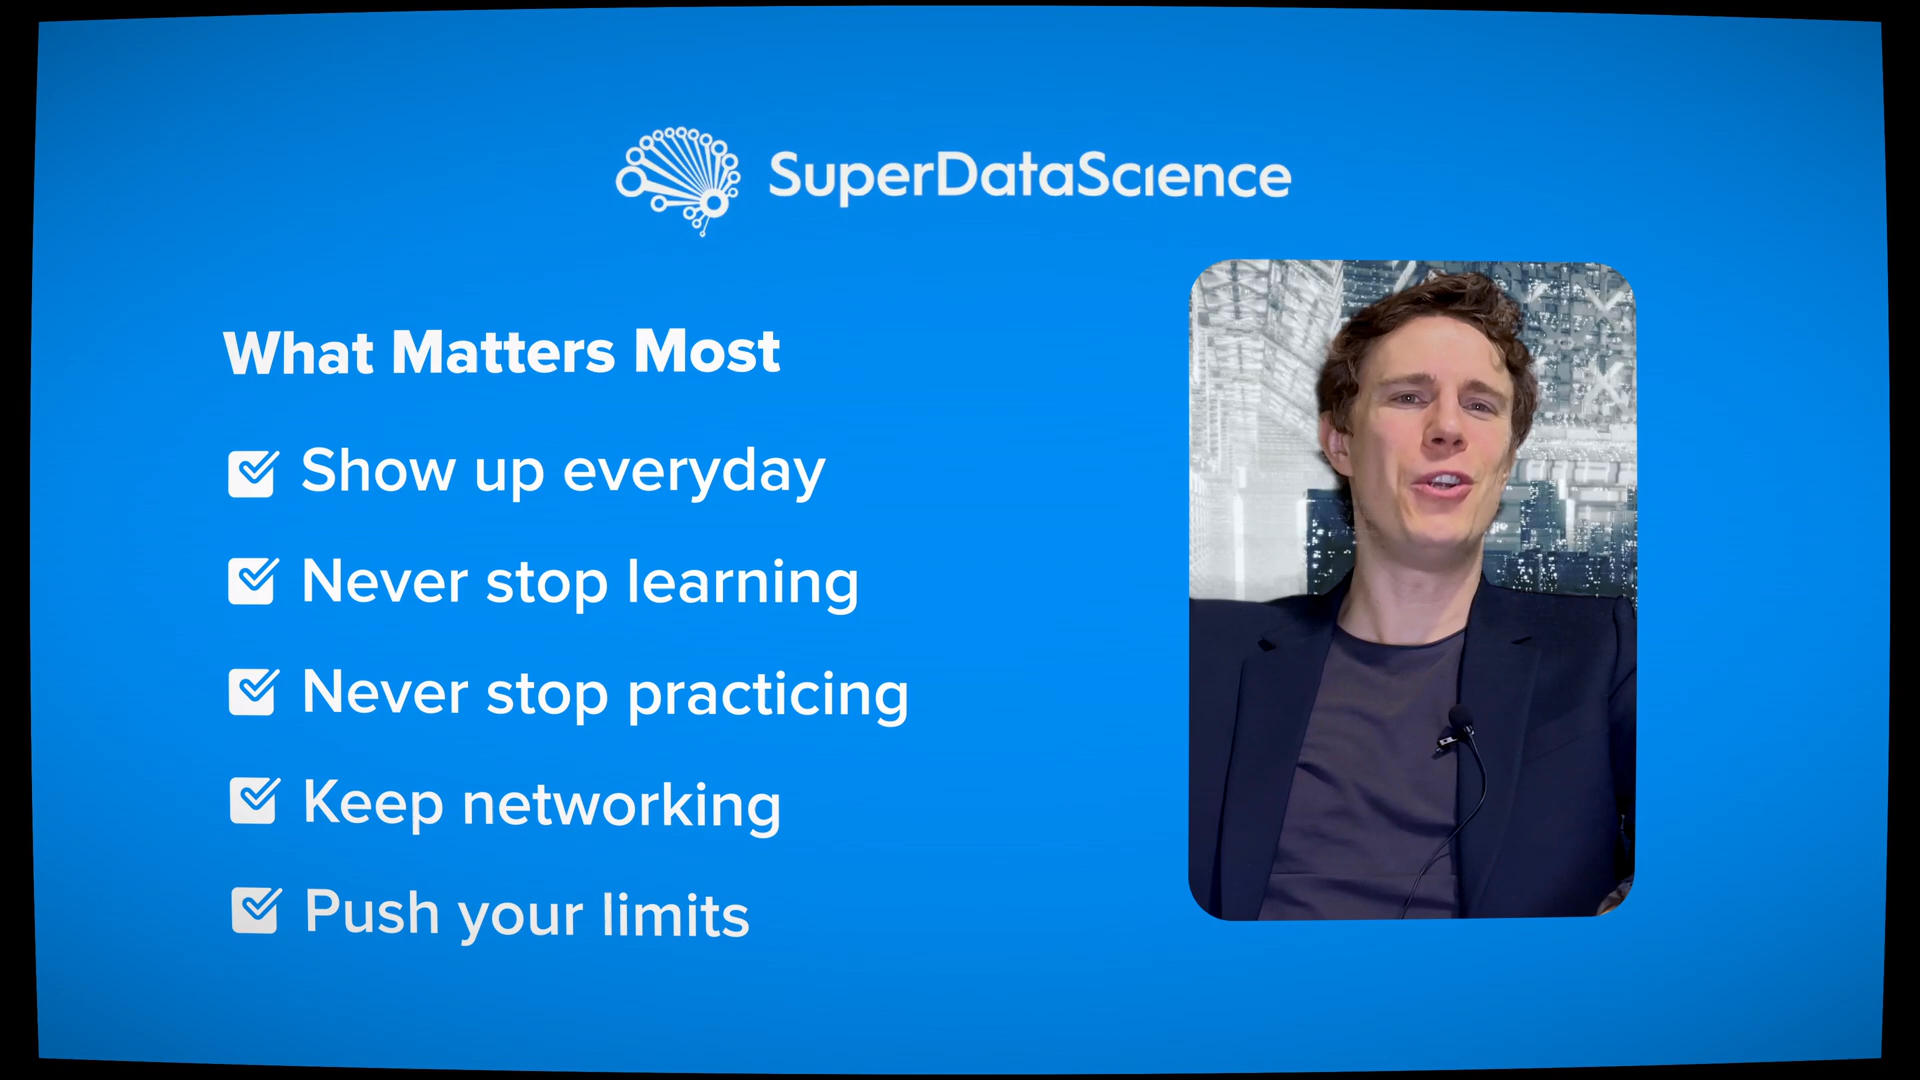 SuperDataScience
What Matters Most
Show up everyday
Never stop learning
Never stop practicing
Keep networking
Push your limits